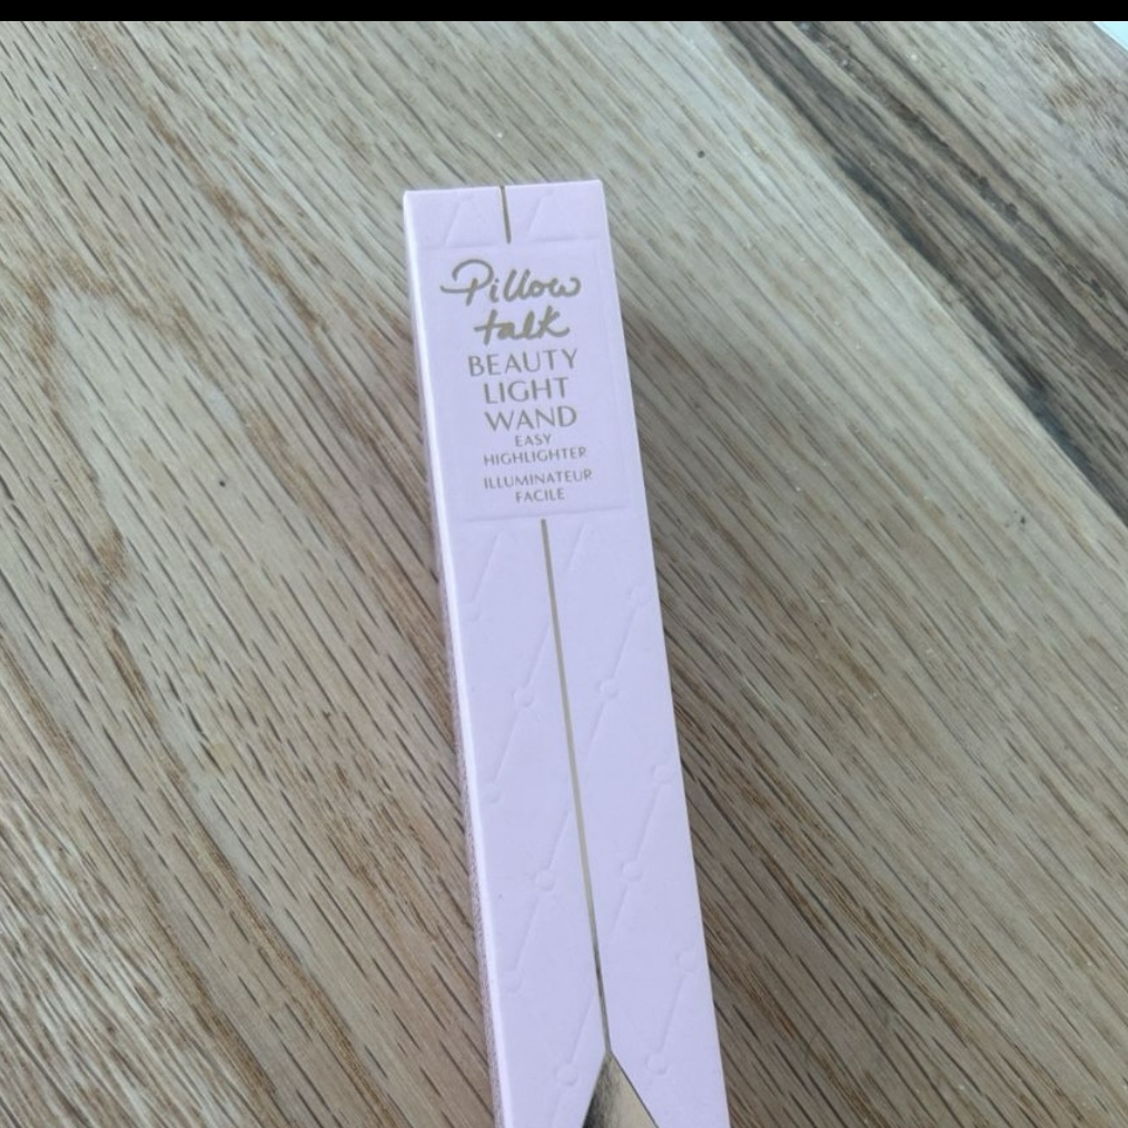 Pillow
talk
BEAUTY
LIGHT
WAND
EASY
HIGHLIGHTER
ILLUMINATEUR
FACILE